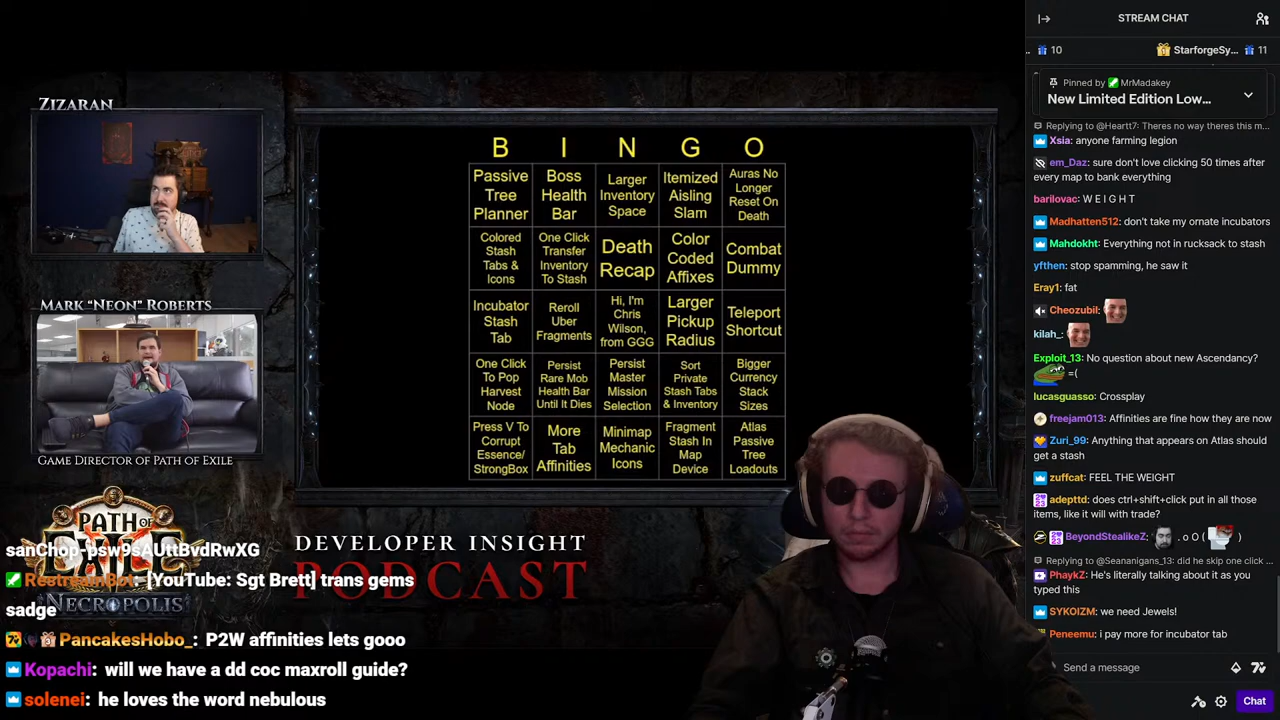 ZIZARAN
MARK “NEON” ROBERTS
GAME DIRECTOR OF PATH OF EXILE
B I N G O
Passive
Tree
Planner
Boss
Health
Bar
Larger
Inventory
Space
Itemized
Aisling
Slam
Auras No
Longer
Reset On
Death
Colored
Stash
Tabs &
Icons
One Click
Transfer
Inventory
To Stash
Death
Recap
Color
Coded
Affixes
Combat
Dummy
Incubator
Stash
Tab
Reroll
Uber
Fragments
Hi, I'm
Chris
Wilson,
from GGG
Larger
Pickup
Radius
Teleport
Shortcut
One Click
To Pop
Harvest
Node
Persist
Rare Mob
Health Bar
Until It Dies
Persist
Master
Mission
Selection
Sort
Private
Stash Tabs
& Inventory
Bigger
Currency
Stack
Sizes
Press V To
Corrupt
Essence/
StrongBox
More
Tab
Affinities
Minimap
Mechanic
Icons
Fragment
Stash In
Map
Device
Atlas
Passive
Tree
Loadouts
PATH OF
EXILE
NECROPOLIS
DEVELOPER INSIGHT
PODCAST
sanChop-psw9sAUttBvdRwXG
RestreamBot: [YouTube: Sgt Brett] trans gems
sadge
PancakesHobo_: P2W affinities lets gooo
Kopachi: will we have a dd coc maxroll guide?
solenei: he loves the word nebulous
STREAM CHAT
.. 10 StarforgeSy... 11
Pinned by MrMadakey
New Limited Edition Low...
Replying to @Heartt7: Theres no way theres this m...
Xsia: anyone farming legion
em_Daz: sure don't love clicking 50 times after
every map to bank everything
barilovac: W E I G H T
Madhatten512: don't take my ornate incubators
Mahdokht: Everything not in rucksack to stash
yfthen: stop spamming, he saw it
Eray1: fat
Cheozubil:
kilah_:
Exploit_13: No question about new Ascendancy?
=(
lucasguasso: Crossplay
freejam013: Affinities are fine how they are now
Zuri_99: Anything that appears on Atlas should
get a stash
zuffcat: FEEL THE WEIGHT
adepttd: does ctrl+shift+click put in all those
items, like it will with trade?
BeyondStealikeZ: . o O ( )
Replying to @Seananigans_13: did he skip one click ...
PhaykZ: He's literally talking about it as you
typed this
SYKOIZM: we need Jewels!
Peneemu: i pay more for incubator tab
Send a message
Chat